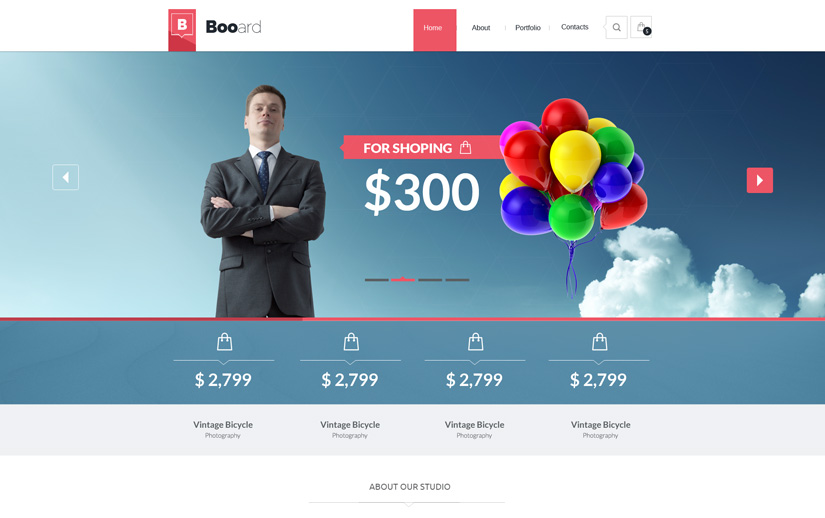 B
Booard
Home
About
Portfolio
Contacts
5
FOR SHOPING
$300
$ 2,799
$ 2,799
$ 2,799
$ 2,799
Vintage Bicycle
Photography
Vintage Bicycle
Photography
Vintage Bicycle
Photography
Vintage Bicycle
Photography
ABOUT OUR STUDIO